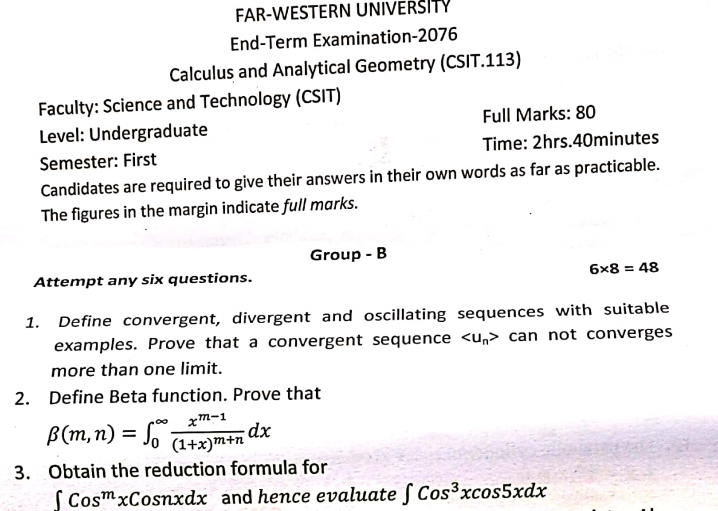 FAR-WESTERN UNIVERSITY
End-Term Examination-2076
Calculus and Analytical Geometry (CSIT.113)
Faculty: Science and Technology (CSIT)
Level: Undergraduate
Full Marks: 80
Semester: First
Time: 2hrs.40minutes
Candidates are required to give their answers in their own words as far as practicable.
The figures in the margin indicate full marks.
Group - B
Attempt any six questions.
6×8 = 48
1. Define convergent, divergent and oscillating sequences with suitable
examples. Prove that a convergent sequence <uₙ> can not converges
more than one limit.
2. Define Beta function. Prove that
β(m, n) = ∫₀^∞ x^(m−1)/(1+x)^(m+n) dx
3. Obtain the reduction formula for
∫ Cosᵐ xCosnxdx and hence evaluate ∫ Cos³xcos5xdx